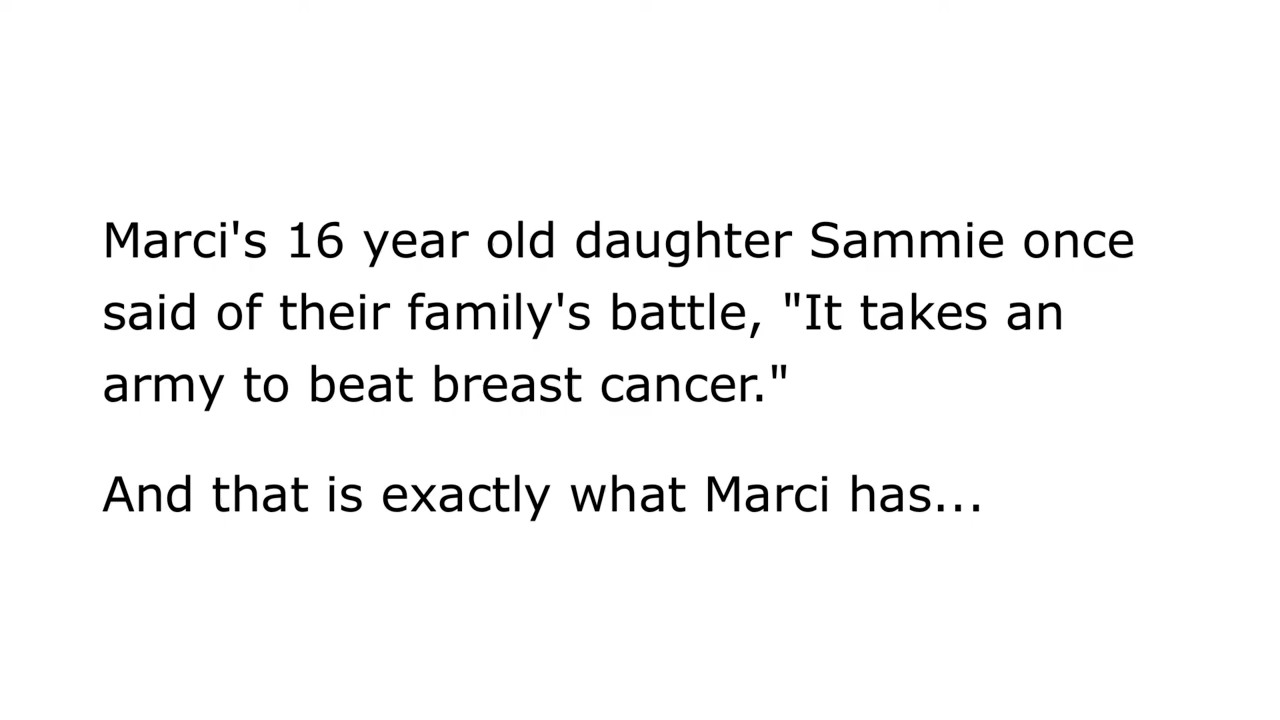 Marci's 16 year old daughter Sammie once
said of their family's battle, "It takes an
army to beat breast cancer."
And that is exactly what Marci has...